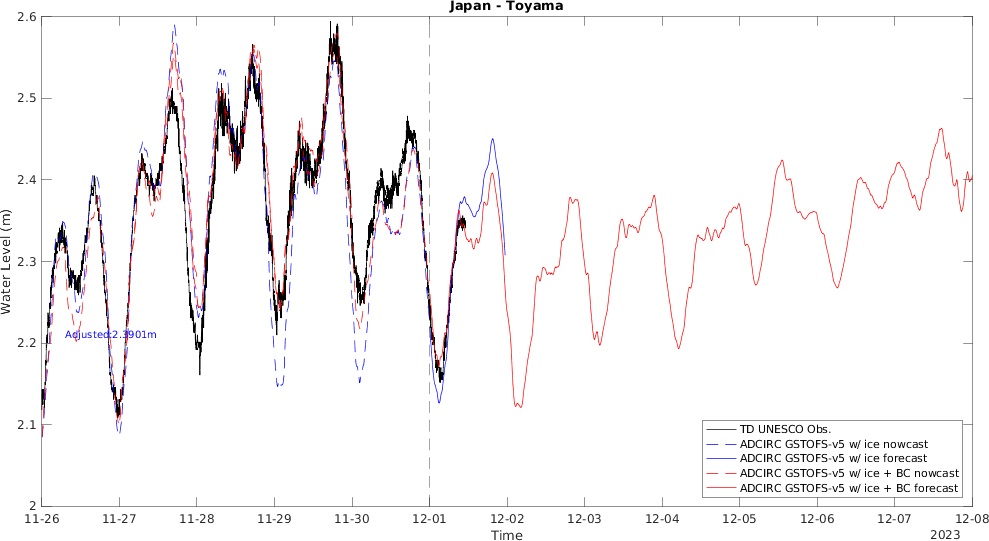 Japan - Toyama
2.6
2.5
2.4
2.3
2.2
2.1
2
Water Level (m)
Adjusted:2.3901m
TD UNESCO Obs.
ADCIRC GSTOFS-v5 w/ ice nowcast
ADCIRC GSTOFS-v5 w/ ice forecast
ADCIRC GSTOFS-v5 w/ ice + BC nowcast
ADCIRC GSTOFS-v5 w/ ice + BC forecast
11-26 11-27 11-28 11-29 11-30 12-01 12-02 12-03 12-04 12-05 12-06 12-07 12-08
Time
2023